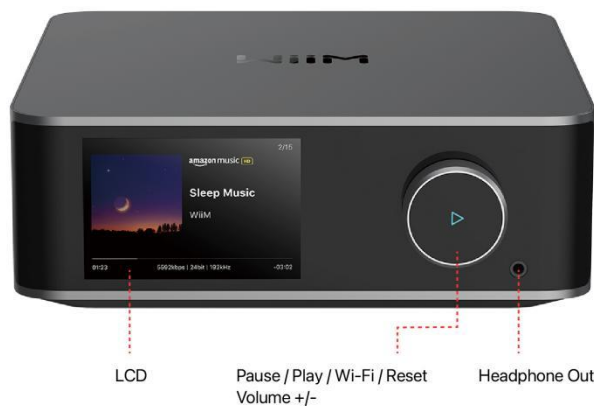 WiiM
2/15
amazon music HD
Sleep Music
WiiM
01:23
5592kbps | 24bit | 192kHz
-03:02
LCD
Pause / Play / Wi-Fi / Reset
Volume +/-
Headphone Out